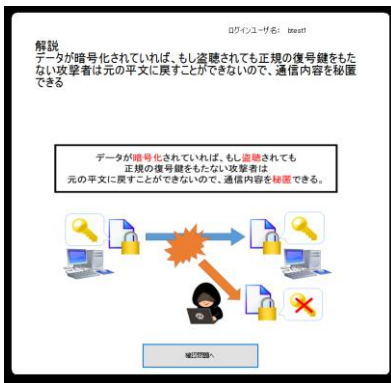 ログインユーザ名: btest1
解説
データが暗号化されていれば、もし盗聴されても正規の復号鍵をもた
ない攻撃者は元の平文に戻すことができないので、通信内容を秘匿
できる
データが暗号化されていれば、もし盗聴されても
正規の復号鍵をもたない攻撃者は
元の平文に戻すことができないので、通信内容を秘匿できる。
確認問題へ